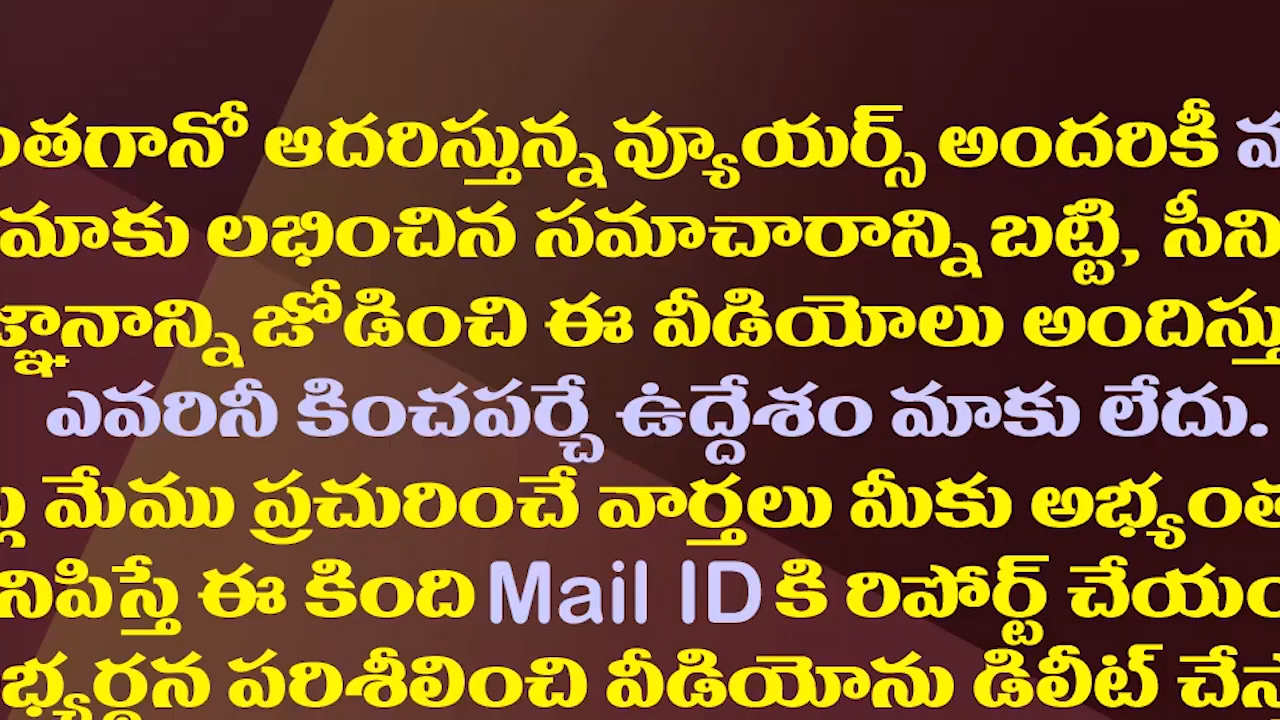 ంతగానో ఆదరిస్తున్న వ్యూయర్స్ అందరికీ
మాకు లభించిన సమాచారాన్ని బట్టి, సీని
జ్ఞానాన్ని జోడించి ఈ వీడియోలు అందిస్తు
ఎవరినీ కించపర్చే ఉద్దేశం మాకు లేదు.
మేము ప్రచురించే వార్తలు మీకు అభ్యంత
నిపిస్తే ఈ కింది Mail ID కి రిపోర్ట్ చేయం
భ్యర్థన పరిశీలించి వీడియోను డిలీట్ చేస